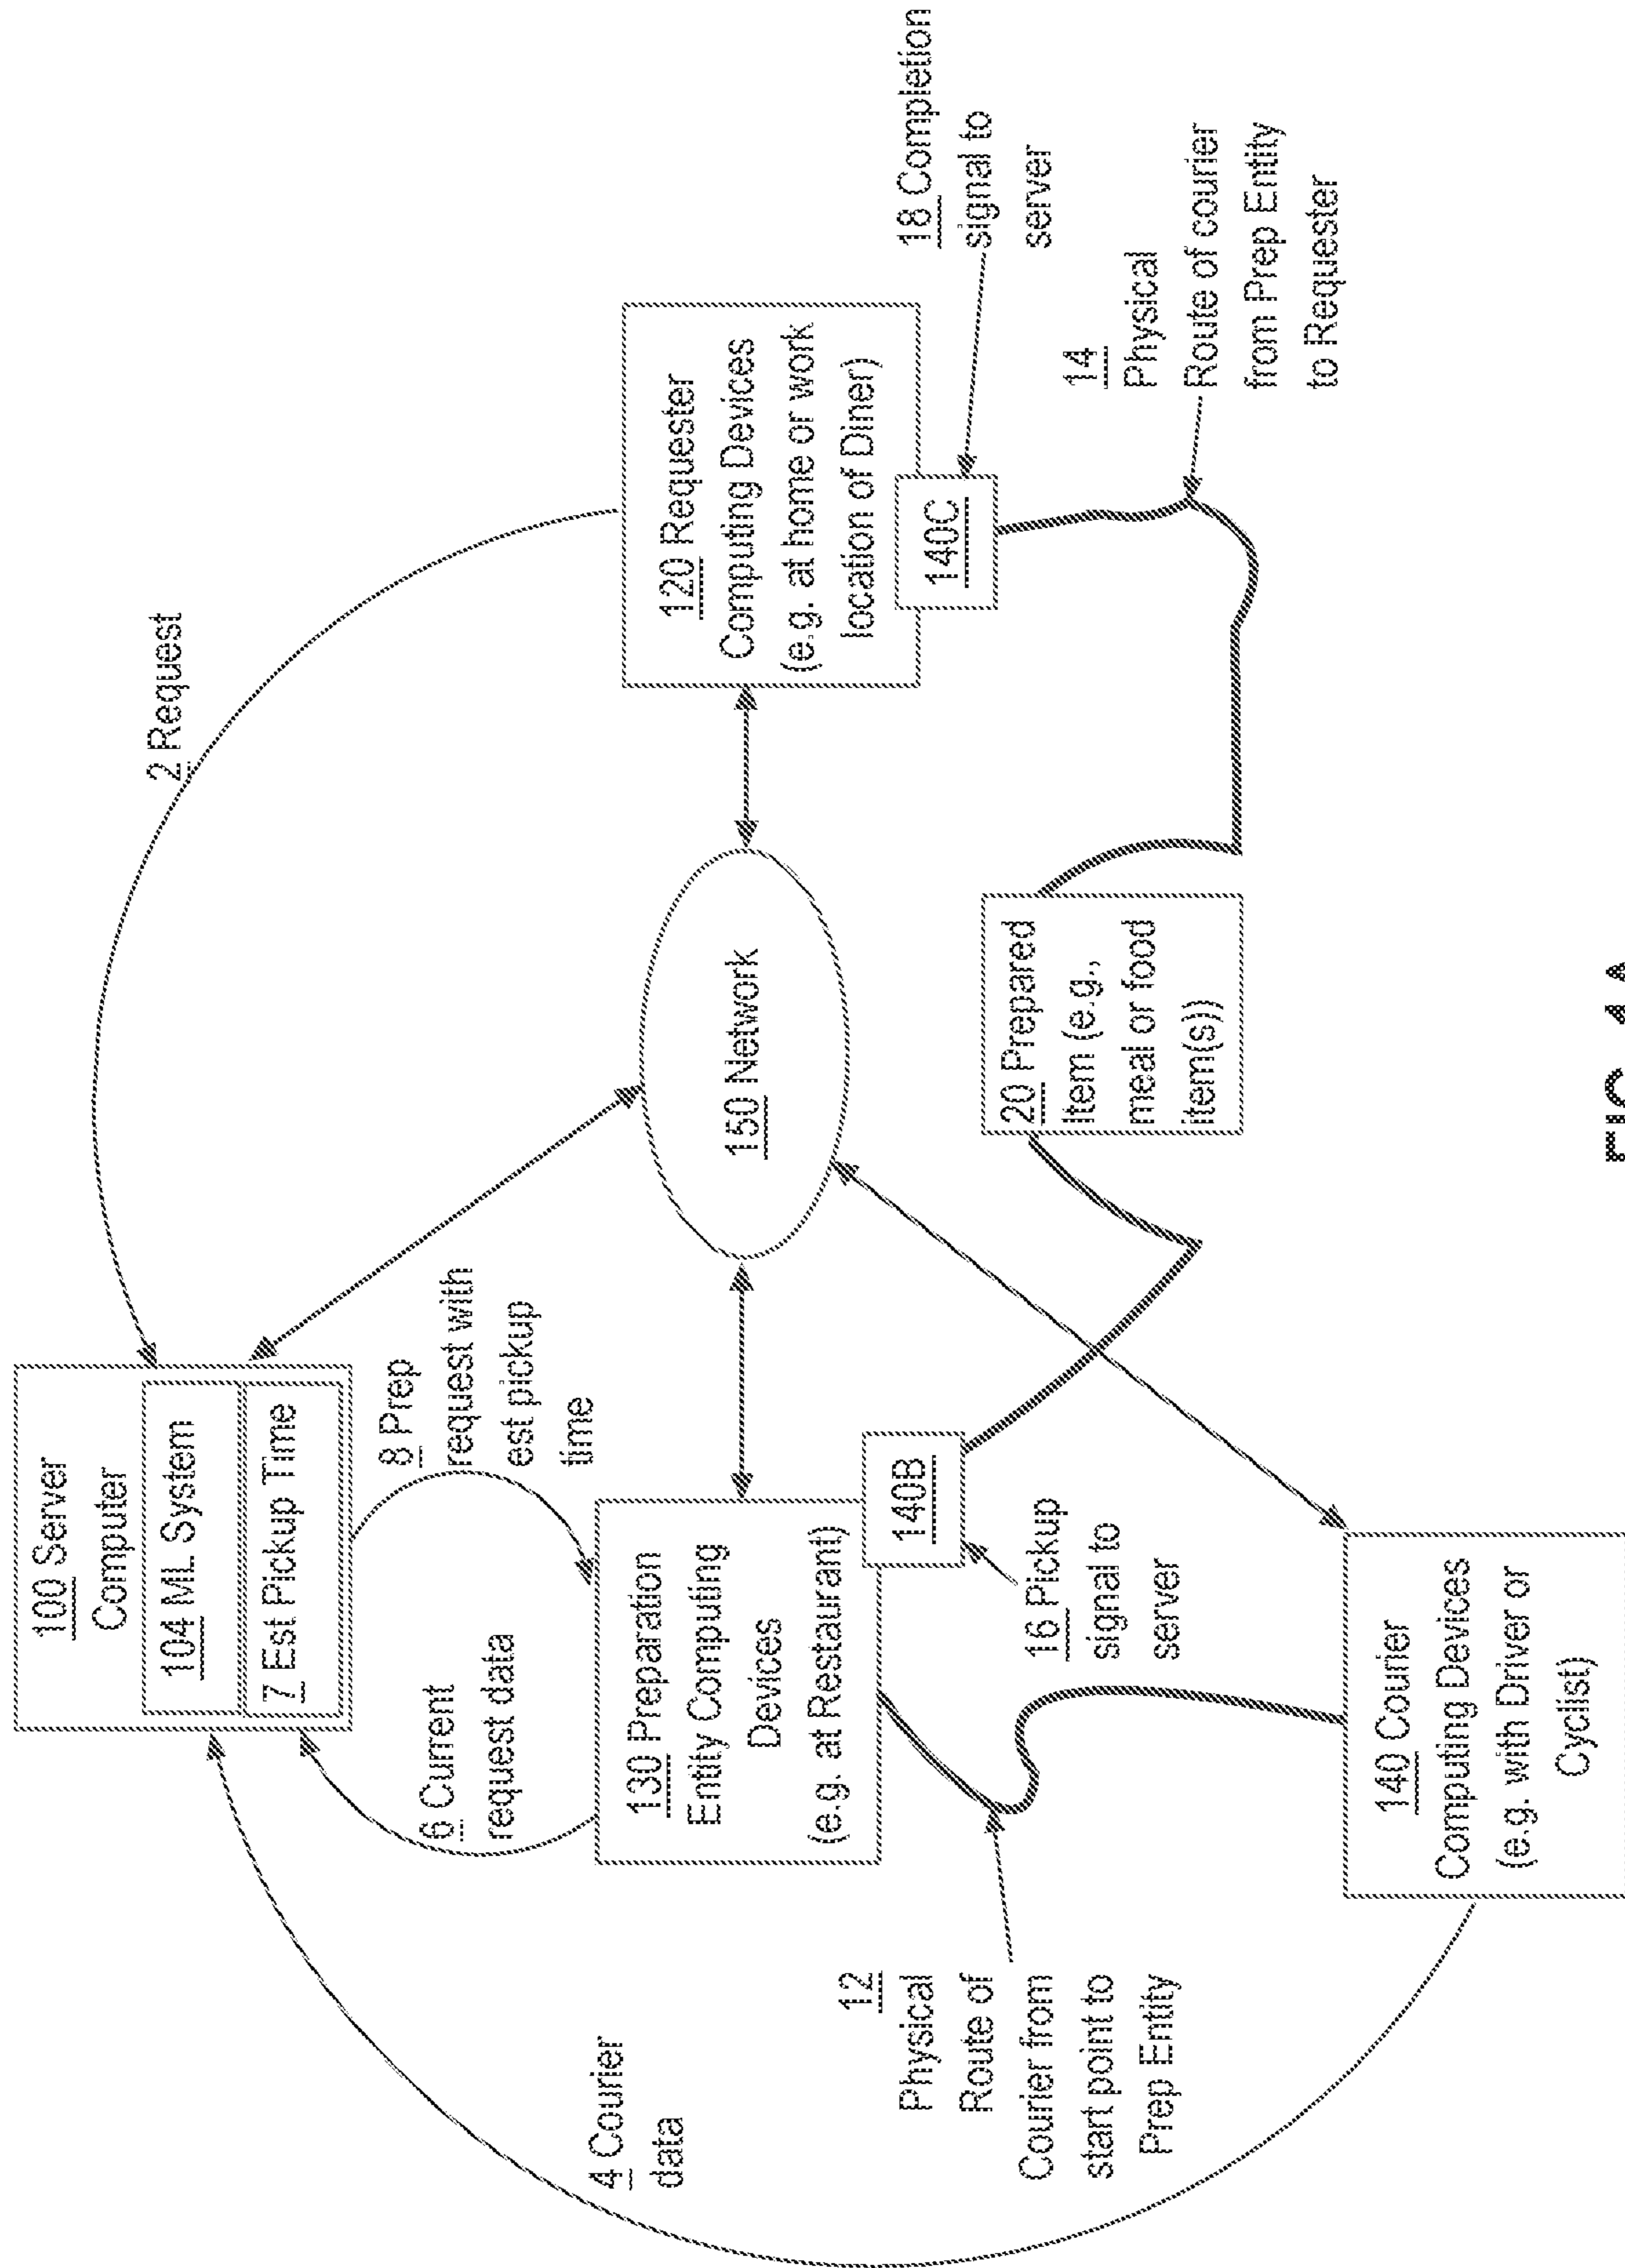 100 Server
Computer
104 ML System
7 Est Pickup Time
2 Request
4 Courier
data
6 Current
request data
8 Prep
request with
est pickup
time
130 Preparation
Entity Computing
Devices
(e.g. at Restaurant)
140B
150 Network
120 Requester
Computing Devices
(e.g. at home or work
location of Diner)
140C
18 Completion
signal to
server
12
Physical
Route of
Courier from
start point to
Prep Entity
16 Pickup
signal to
server
20 Prepared
Item (e.g.,
meal or food
item(s))
14
Physical
Route of courier
from Prep Entity
to Requester
140 Courier
Computing Devices
(e.g. with Driver or
Cyclist)